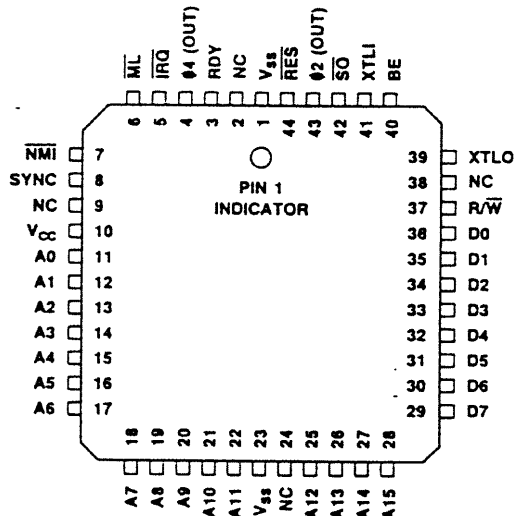 ML
IRQ
φ4 (OUT)
RDY
NC
Vss
RES
φ2 (OUT)
SO
XTLI
BE
6 5 4 3 2 1 44 43 42 41 40
NMI 7
SYNC 8
NC 9
VCC 10
A0 11
A1 12
A2 13
A3 14
A4 15
A5 16
A6 17
PIN 1
INDICATOR
39 XTLO
38 NC
37 R/W
36 D0
35 D1
34 D2
33 D3
32 D4
31 D5
30 D6
29 D7
18 19 20 21 22 23 24 25 26 27 28
A7
A8
A9
A10
A11
Vss
NC
A12
A13
A14
A15